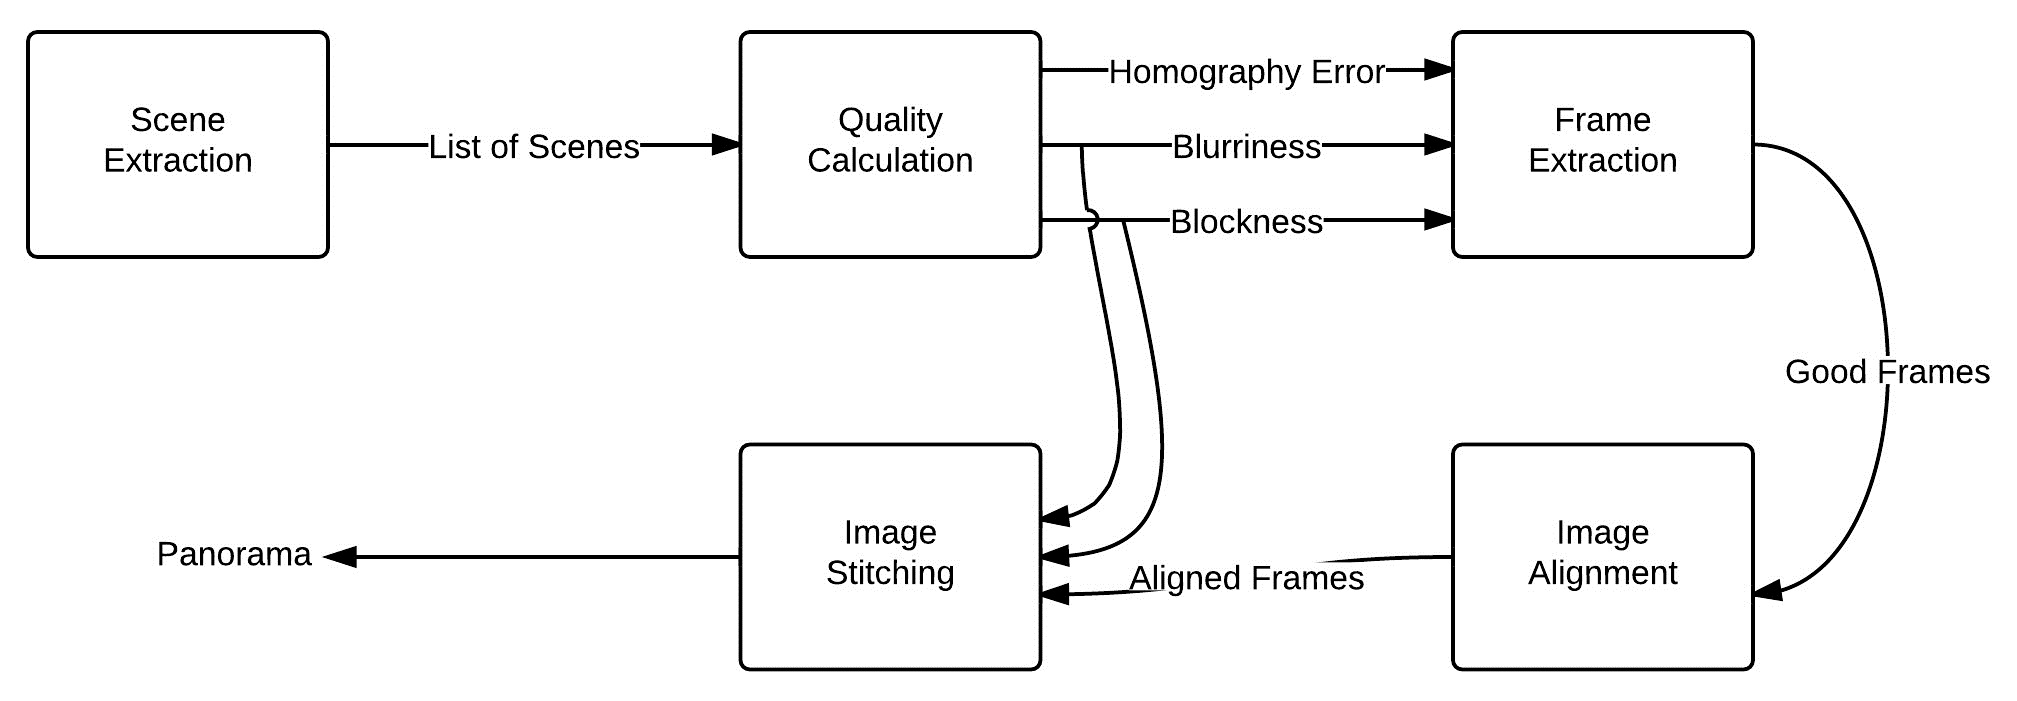 Scene
Extraction
List of Scenes
Quality
Calculation
Homography Error
Blurriness
Blockness
Frame
Extraction
Good Frames
Image
Alignment
Aligned Frames
Image
Stitching
Panorama